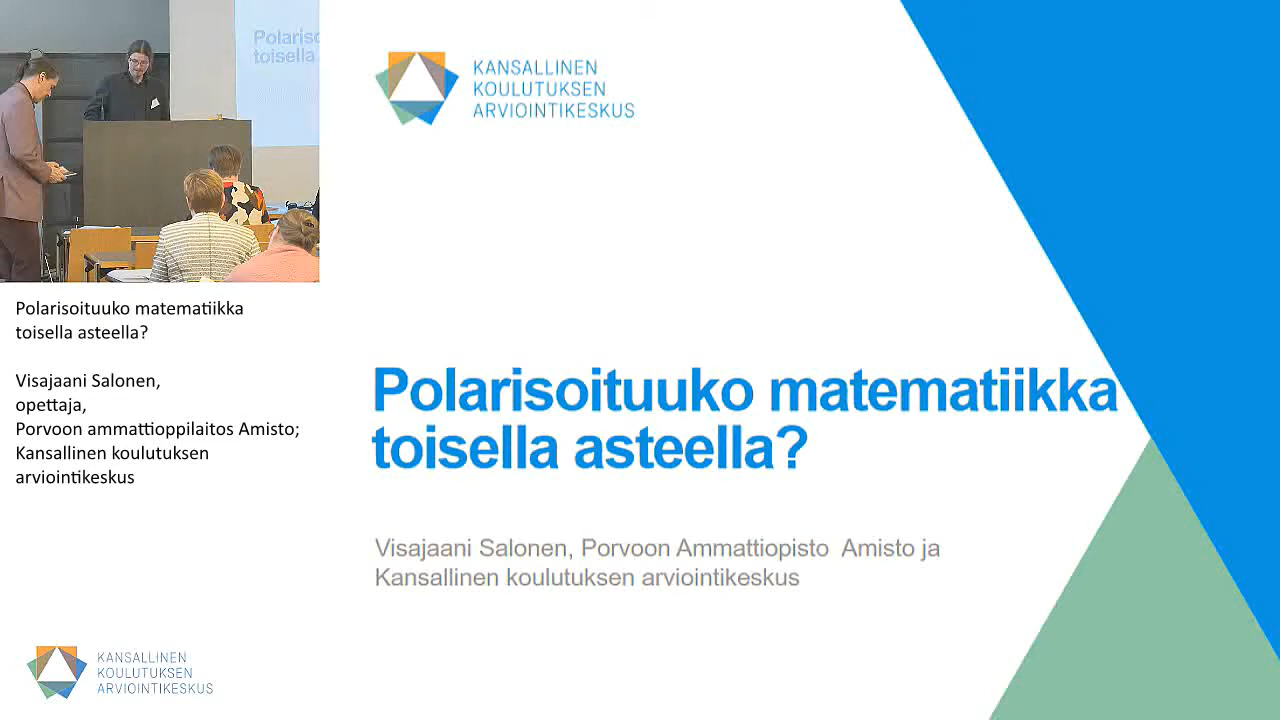 Polarisc
toisella
Polarisoituuko matematiikka
toisella asteella?
Visajaani Salonen,
opettaja,
Porvoon ammattioppilaitos Amisto;
Kansallinen koulutuksen
arviointikeskus
KANSALLINEN
KOULUTUKSEN
ARVIOINTIKESKUS
KANSALLINEN
KOULUTUKSEN
ARVIOINTIKESKUS
Polarisoituuko matematiikka
toisella asteella?
Visajaani Salonen, Porvoon Ammattiopisto Amisto ja
Kansallinen koulutuksen arviointikeskus